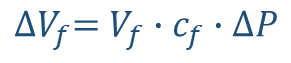 ΔV_f = V_f · c_f · ΔP